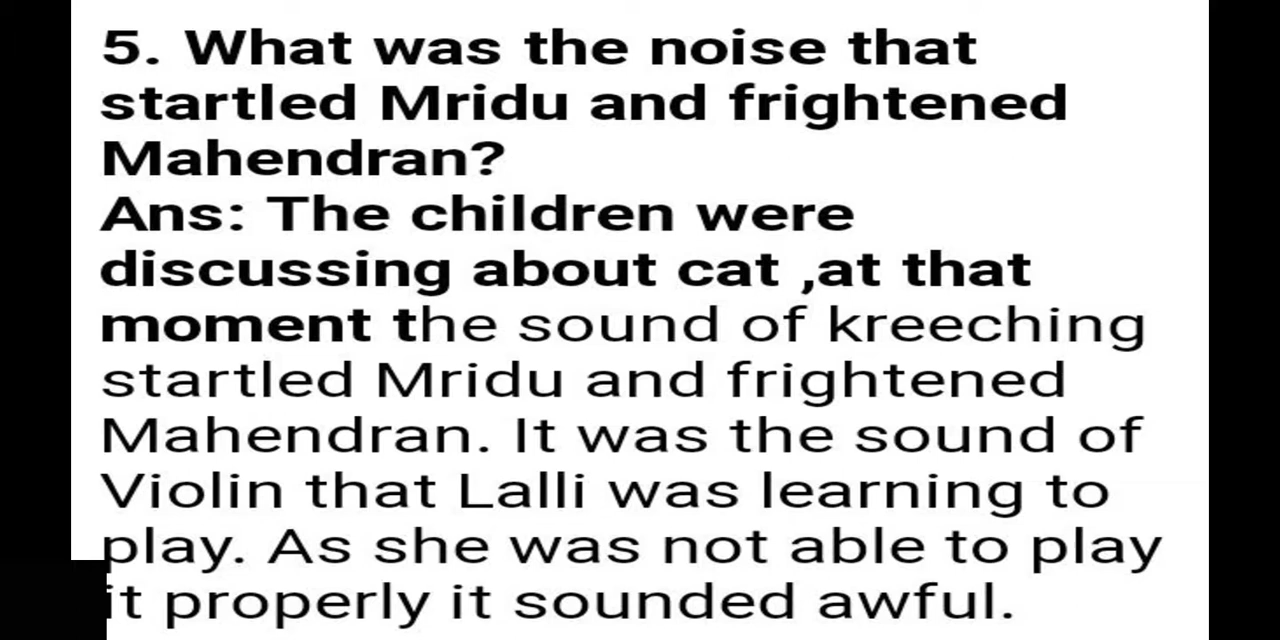 5. What was the noise that
startled Mridu and frightened
Mahendran?
Ans: The children were
discussing about cat ,at that
moment the sound of kreeching
startled Mridu and frightened
Mahendran. It was the sound of
Violin that Lalli was learning to
play. As she was not able to play
it properly it sounded awful.